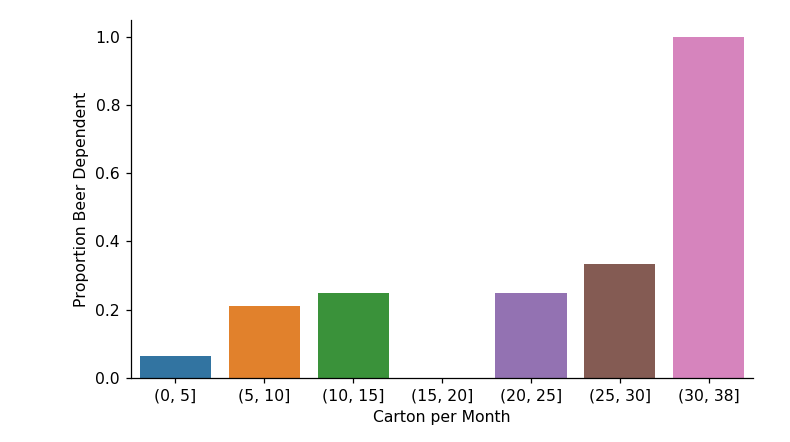 Proportion Beer Dependent
1.0
0.8
0.6
0.4
0.2
0.0
(0, 5] (5, 10] (10, 15] (15, 20] (20, 25] (25, 30] (30, 38]
Carton per Month